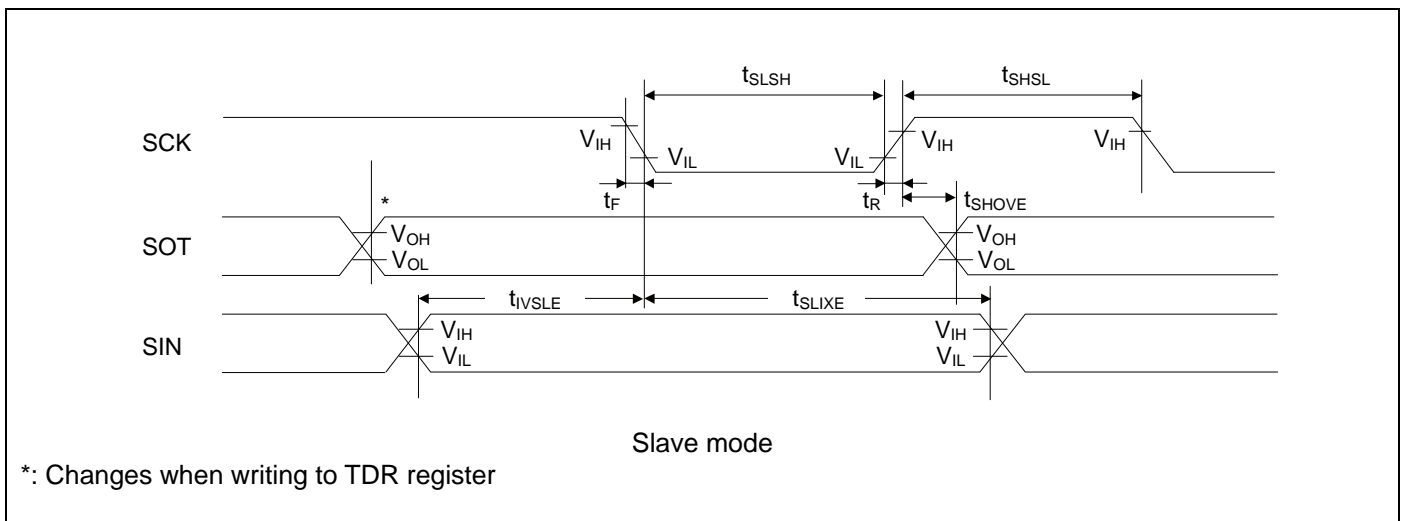 tSLSH tSHSL
SCK VIH VIL VIL VIH VIH
tF tR tSHOVE
*
SOT VOH VOH
VOL VOL
tIVSLE tSLIXE
SIN VIH VIH
VIL VIL
Slave mode
*: Changes when writing to TDR register